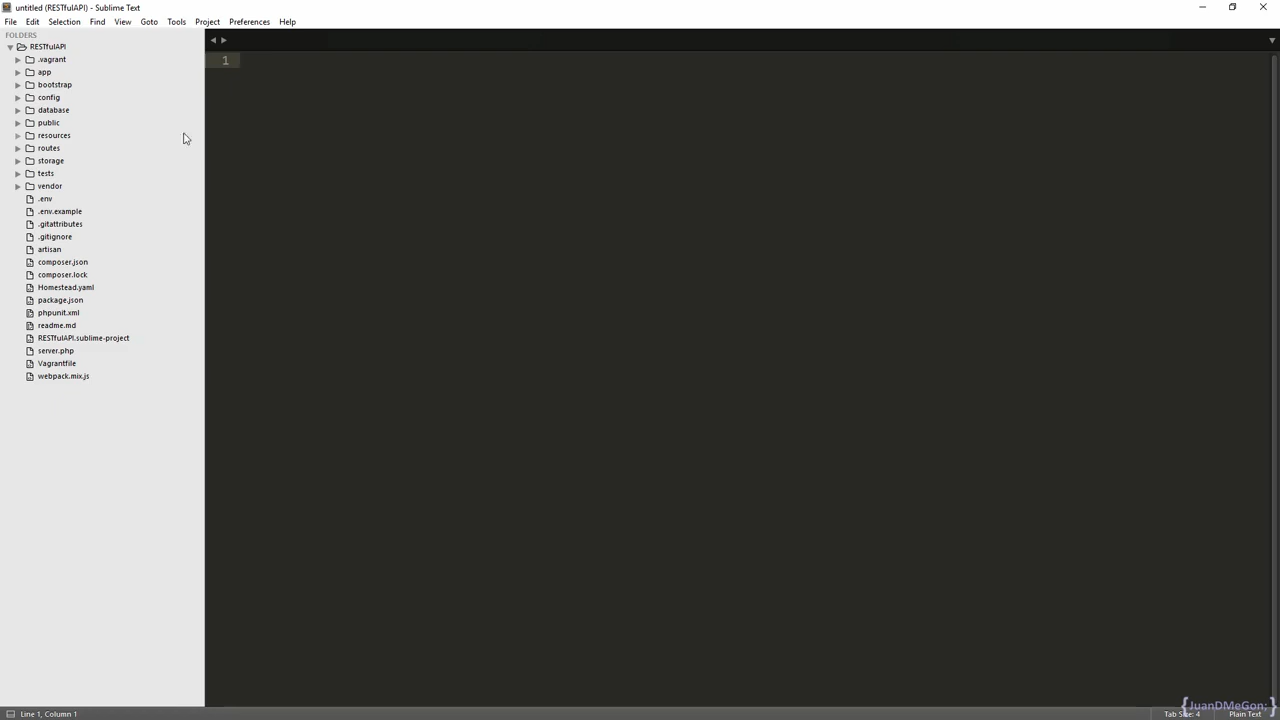 untitled (RESTfulAPI) - Sublime Text
File Edit Selection Find View Goto Tools Project Preferences Help
FOLDERS
RESTfulAPI
.vagrant
app
bootstrap
config
database
public
resources
routes
storage
tests
vendor
.env
.env.example
.gitattributes
.gitignore
artisan
composer.json
composer.lock
Homestead.yaml
package.json
phpunit.xml
readme.md
RESTfulAPI.sublime-project
server.php
Vagrantfile
webpack.mix.js
1
{JuanDMeGon;}
Line 1, Column 1 Tab Size: 4 Plain Text